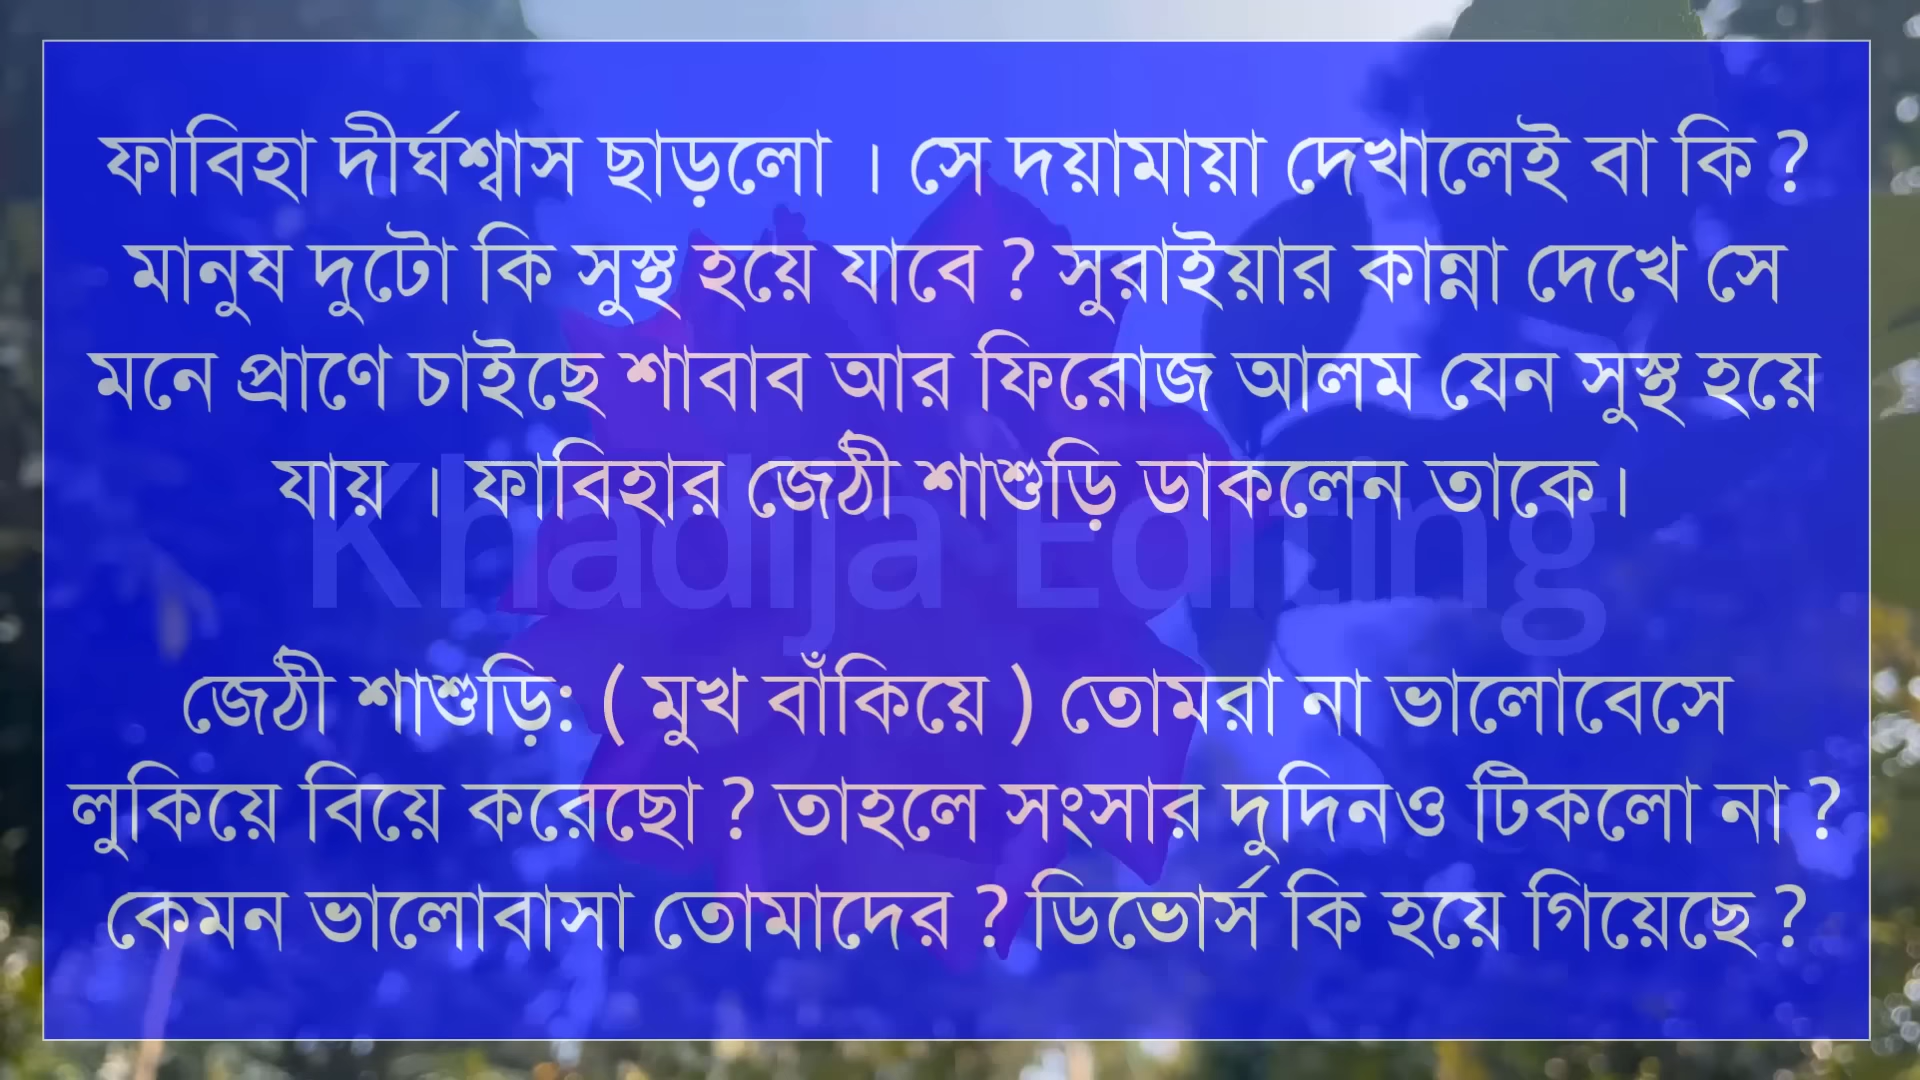 ফাবিহা দীর্ঘশ্বাস ছাড়লো । সে দয়ামায়া দেখালেই বা কি ?
মানুষ দুটো কি সুস্থ হয়ে যাবে ? সুরাইয়ার কান্না দেখে সে
মনে প্রাণে চাইছে শাবাব আর ফিরোজ আলম যেন সুস্থ হয়ে
যায় । ফাবিহার জেঠী শাশুড়ি ডাকলেন তাকে।
Khadija Editing
জেঠী শাশুড়ি: ( মুখ বাঁকিয়ে ) তোমরা না ভালোবেসে
লুকিয়ে বিয়ে করেছো ? তাহলে সংসার দুদিনও টিকলো না ?
কেমন ভালোবাসা তোমাদের ? ডিভোর্স কি হয়ে গিয়েছে ?